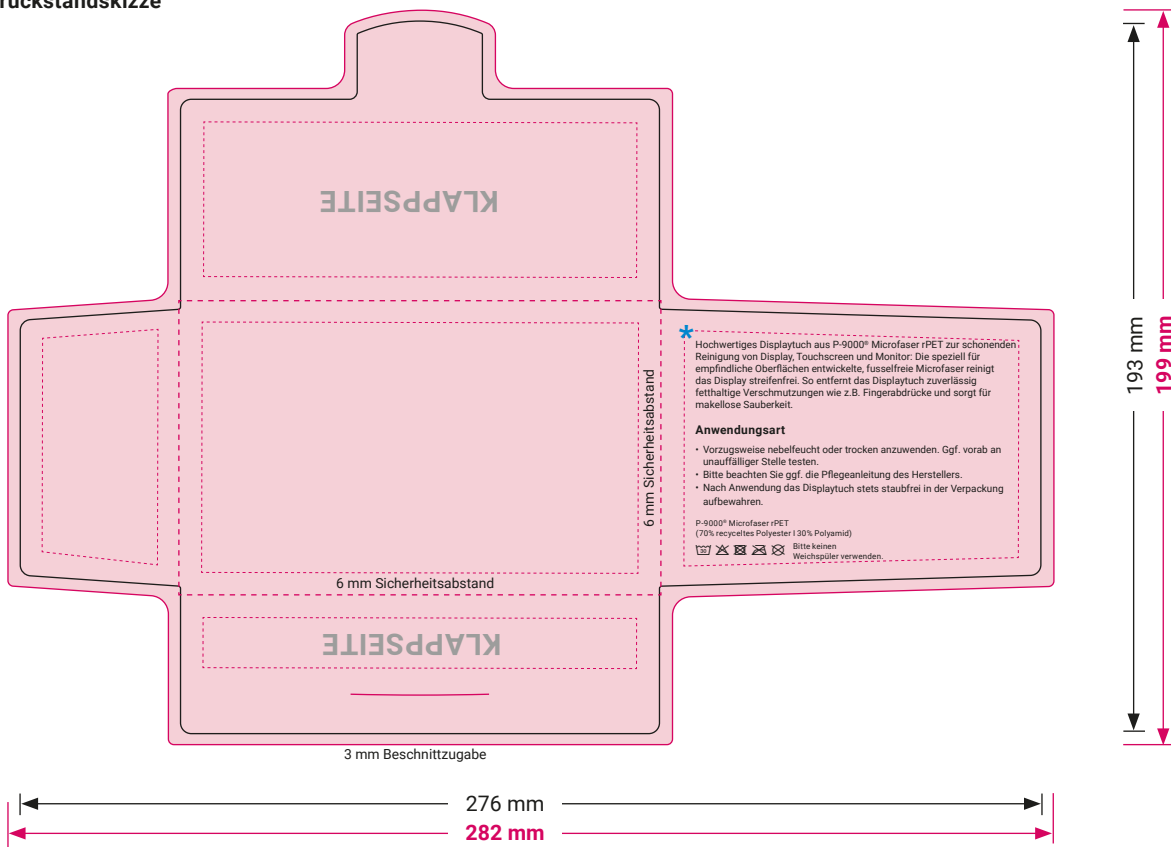 ruckstandskizze
KLAPPSEITE
193 mm
199 mm
Hochwertiges Displaytuch aus P-9000® Microfaser rPET zur schonenden
Reinigung von Display, Touchscreen und Monitor: Die speziell für
empfindliche Oberflächen entwickelte, fusselfreie Microfaser reinigt
das Display streifenfrei. So entfernt das Displaytuch zuverlässig
fetthaltige Verschmutzungen wie z.B. Fingerabdrücke und sorgt für
makellose Sauberkeit.
Anwendungsart
• Vorzugsweise nebelfeucht oder trocken anzuwenden. Ggf. vorab an
unauffälliger Stelle testen.
• Bitte beachten Sie ggf. die Pflegeanleitung des Herstellers.
• Nach Anwendung das Displaytuch stets staubfrei in der Verpackung
aufbewahren.
P-9000® Microfaser rPET
(70% recyceltes Polyester I 30% Polyamid)
Bitte keinen
Weichspüler verwenden.
6 mm Sicherheitsabstand
6 mm Sicherheitsabstand
KLAPPSEITE
3 mm Beschnittzugabe
276 mm
282 mm